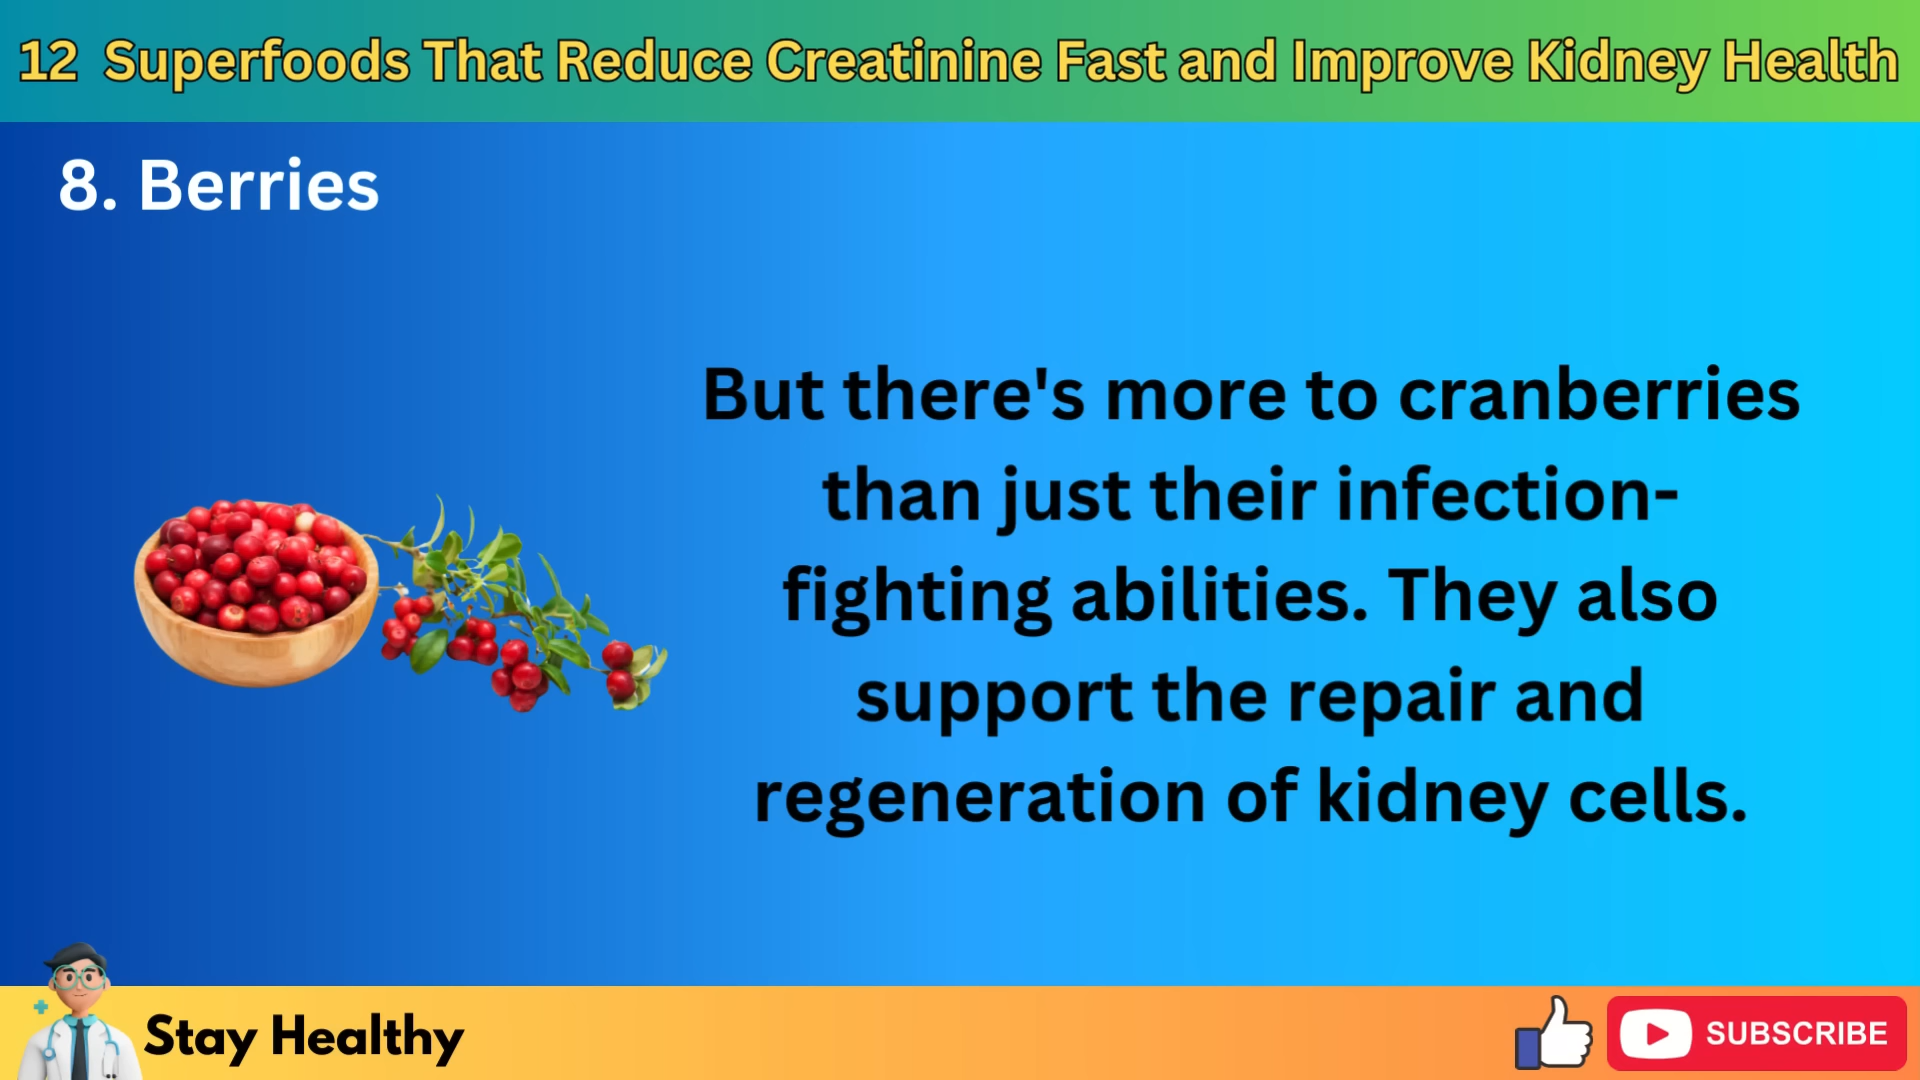 12 Superfoods That Reduce Creatinine Fast and Improve Kidney Health
8. Berries
But there's more to cranberries
than just their infection-
fighting abilities. They also
support the repair and
regeneration of kidney cells.
Stay Healthy
SUBSCRIBE